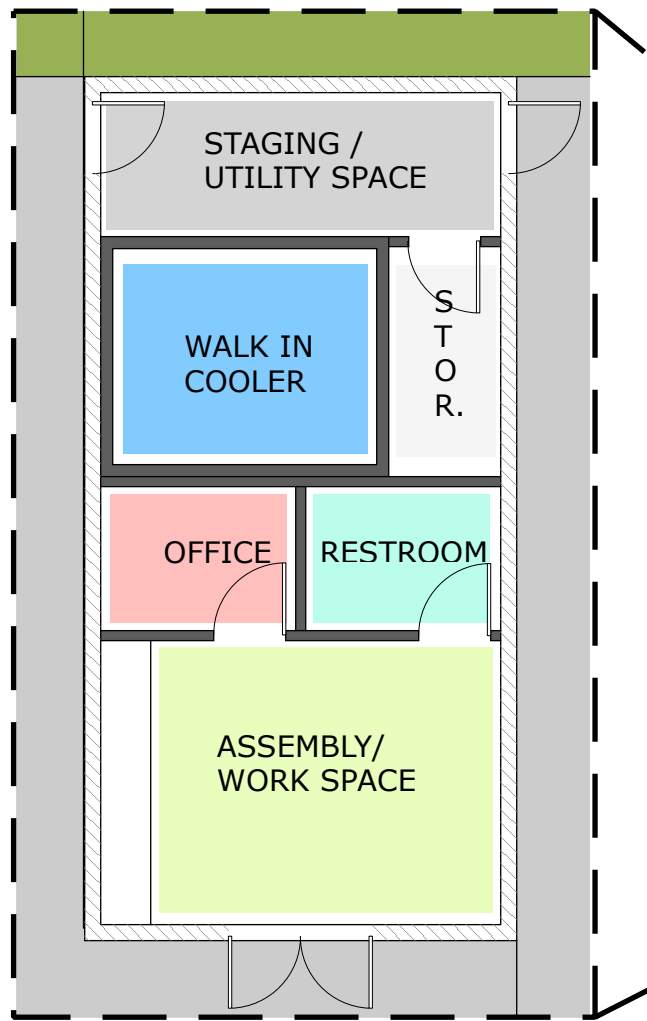 STAGING /
UTILITY SPACE
WALK IN
COOLER
S
T
O
R.
OFFICE
RESTROOM
ASSEMBLY/
WORK SPACE